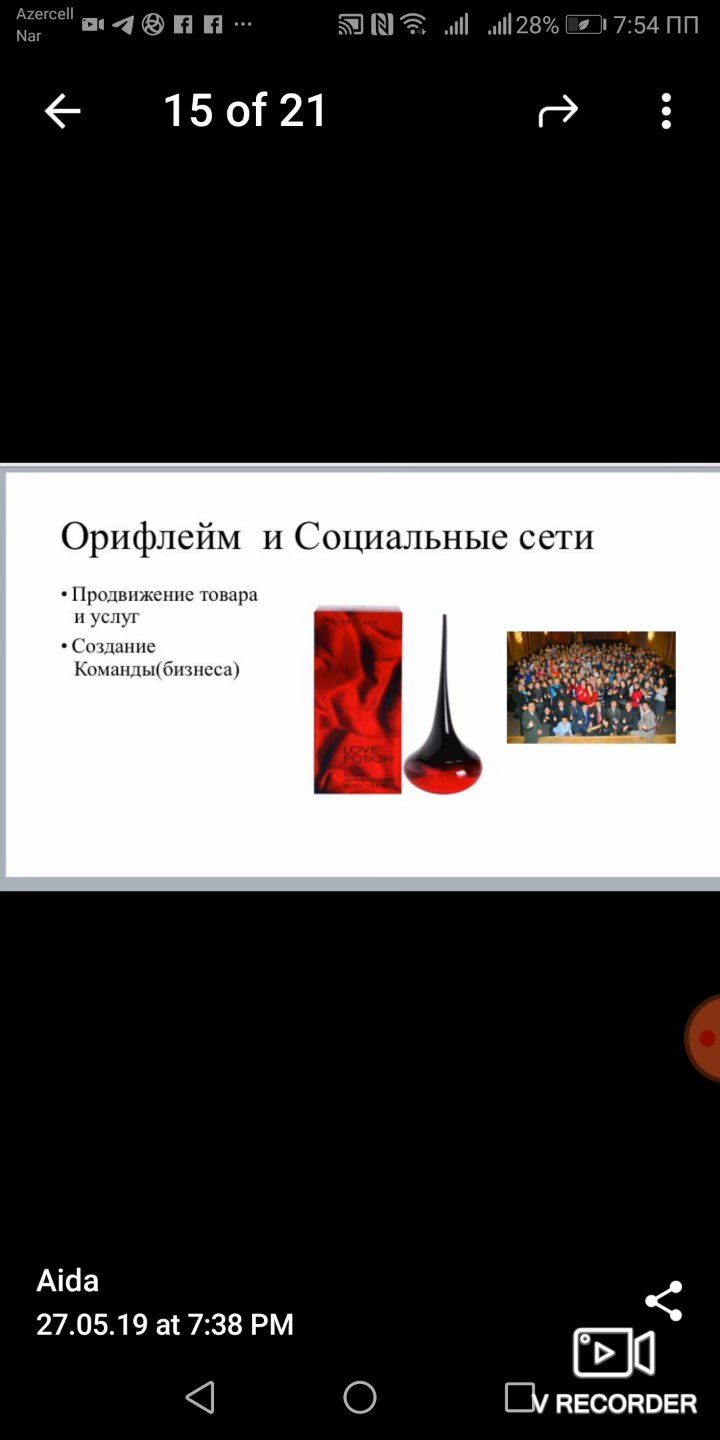 Azercell
Nar
28%
7:54 ПП
15 of 21
Орифлейм и Социальные сети
• Продвижение товара
и услуг
• Создание
Команды(бизнеса)
LOVE
POTION
Aida
27.05.19 at 7:38 PM
V RECORDER